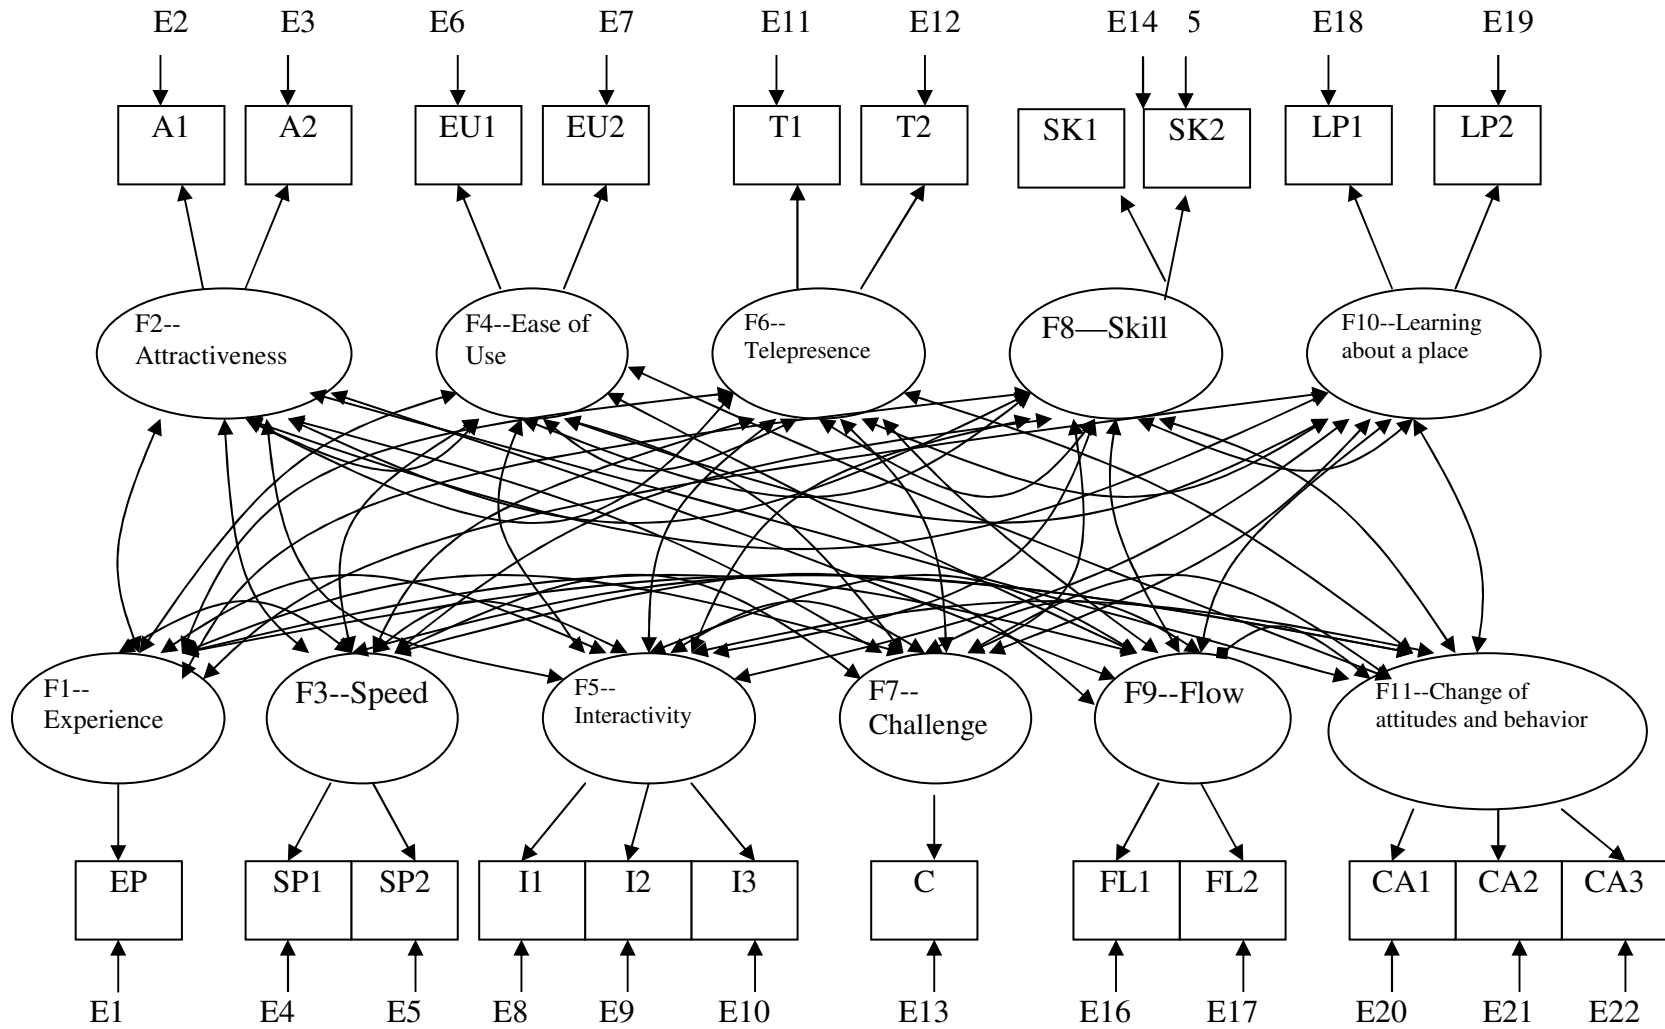 E2 E3 E6 E7 E11 E12 E14 5 E18 E19
A1 A2 EU1 EU2 T1 T2 SK1 SK2 LP1 LP2
F2--
Attractiveness
F4--Ease of
Use
F6--
Telepresence
F8—Skill
F10--Learning
about a place
F1--
Experience
F3--Speed
F5--
Interactivity
F7--
Challenge
F9--Flow
F11--Change of
attitudes and behavior
EP SP1 SP2 I1 I2 I3 C FL1 FL2 CA1 CA2 CA3
E1 E4 E5 E8 E9 E10 E13 E16 E17 E20 E21 E22